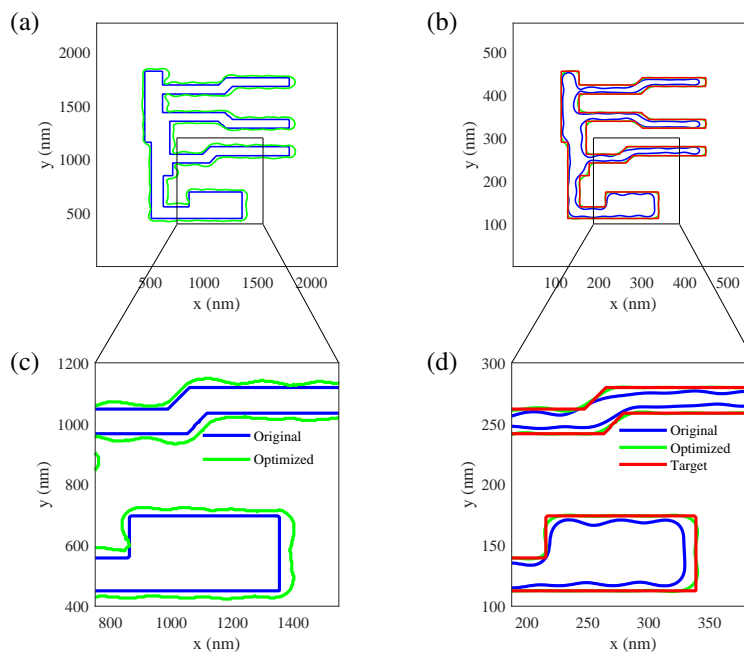 (a)
2000
1500
1000
500
y (nm)
500 1000 1500 2000
x (nm)
(b)
500
400
300
200
100
y (nm)
100 200 300 400 500
x (nm)
(c)
1200
1000
800
600
400
y (nm)
Original
Optimized
800 1000 1200 1400
x (nm)
(d)
300
250
200
150
100
y (nm)
Original
Optimized
Target
200 250 300 350
x (nm)